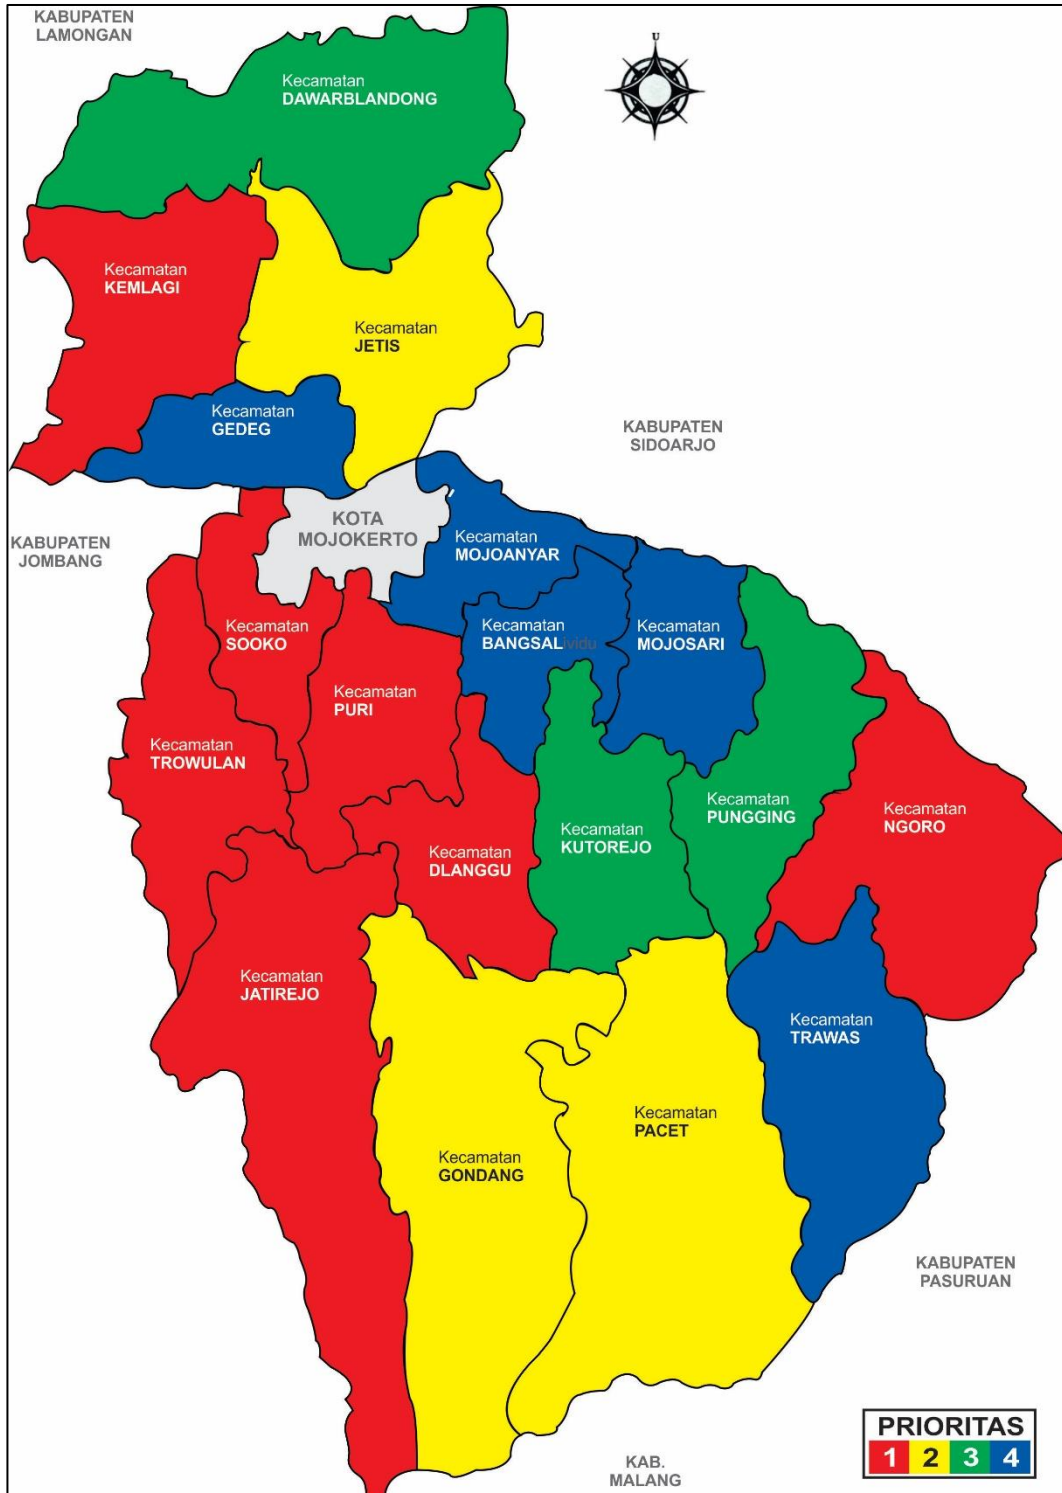 KABUPATEN
LAMONGAN
U
Kecamatan
DAWARBLANDONG
Kecamatan
KEMLAGI
Kecamatan
JETIS
Kecamatan
GEDEG
KABUPATEN
SIDOARJO
KOTA
MOJOKERTO
KABUPATEN
JOMBANG
Kecamatan
MOJOANYAR
Kecamatan
SOOKO
Kecamatan
BANGSALividu
Kecamatan
MOJOSARI
Kecamatan
PURI
Kecamatan
TROWULAN
Kecamatan
PUNGGING
Kecamatan
NGORO
Kecamatan
KUTOREJO
Kecamatan
DLANGGU
Kecamatan
JATIREJO
Kecamatan
TRAWAS
Kecamatan
PACET
Kecamatan
GONDANG
KABUPATEN
PASURUAN
PRIORITAS
1 2 3 4
KAB.
MALANG